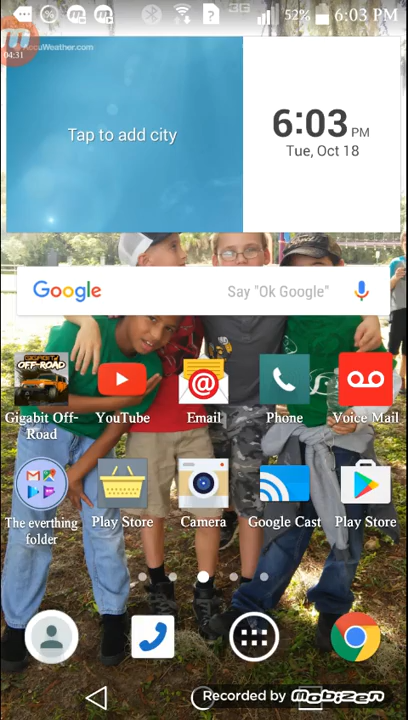 3G
52%
6:03 PM
AccuWeather.com
04:31
Tap to add city
6:03 PM
Tue, Oct 18
Google
Say "Ok Google"
GIGABIT
OFF-ROAD
Gigabit Off-
Road
YouTube
Email
Phone
Voice Mail
The everthing
folder
Play Store
Camera
Google Cast
Play Store
Recorded by Mobizen